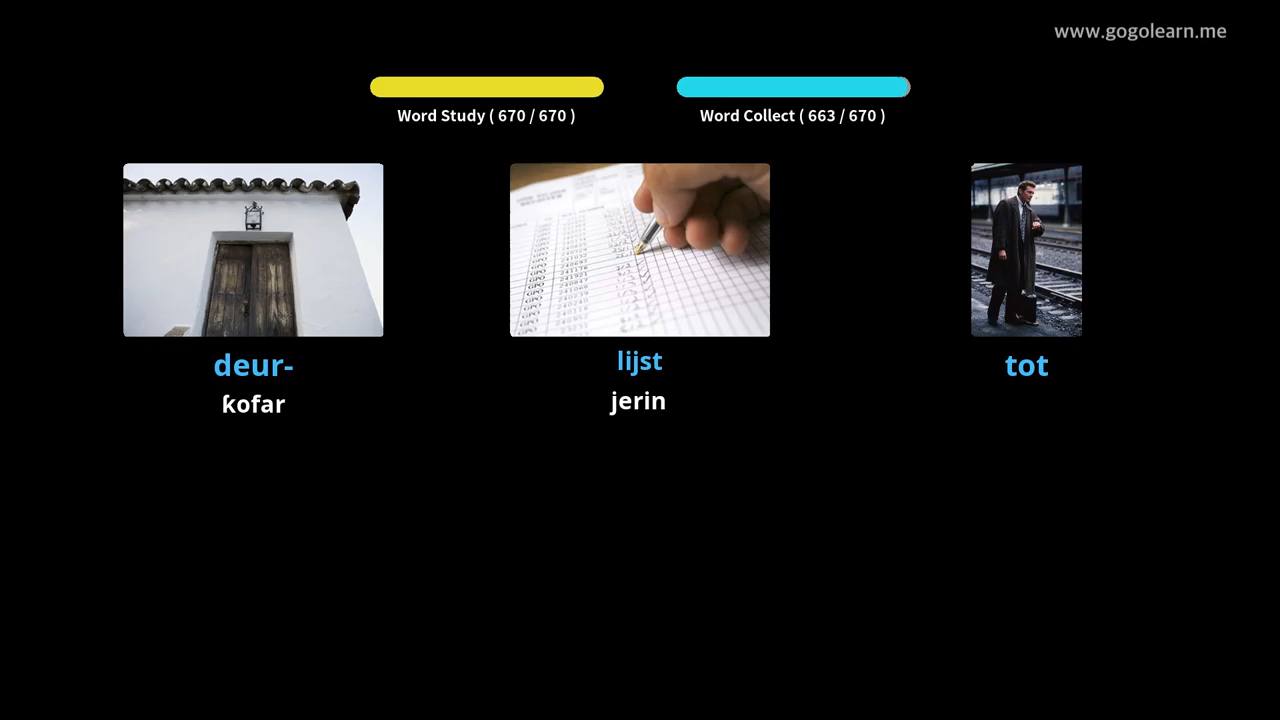 www.gogolearn.me
Word Study ( 670 / 670 )
Word Collect ( 663 / 670 )
deur-
ƙofar
lijst
jerin
tot